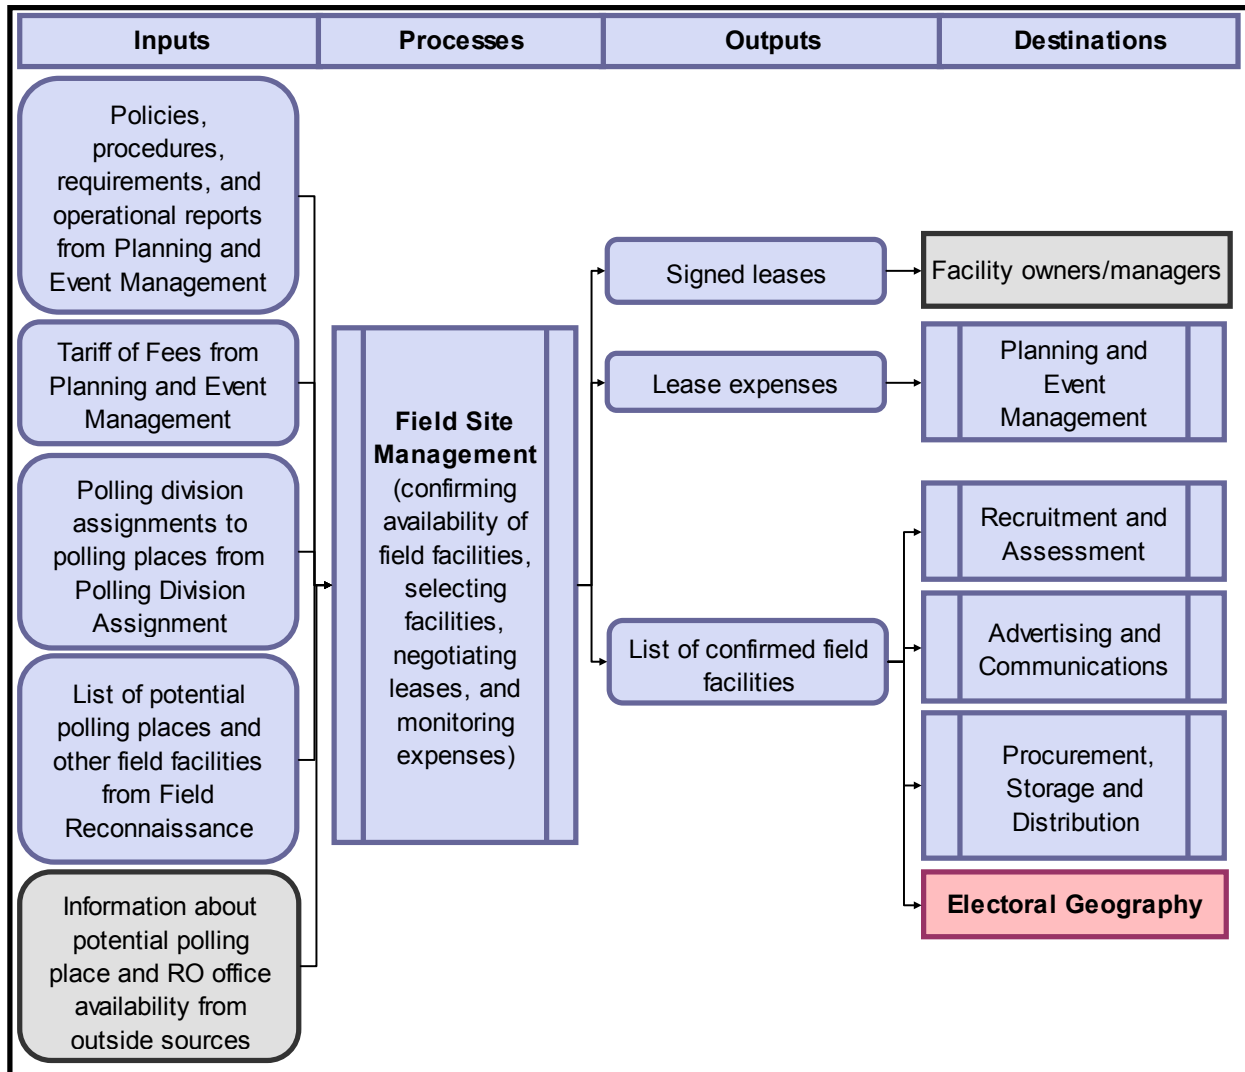 Inputs
Processes
Outputs
Destinations
Policies,
procedures,
requirements, and
operational reports
from Planning and
Event Management
Tariff of Fees from
Planning and Event
Management
Polling division
assignments to
polling places from
Polling Division
Assignment
List of potential
polling places and
other field facilities
from Field
Reconnaissance
Information about
potential polling
place and RO office
availability from
outside sources
Field Site
Management
(confirming
availability of
field facilities,
selecting
facilities,
negotiating
leases, and
monitoring
expenses)
Signed leases
Lease expenses
List of confirmed field
facilities
Facility owners/managers
Planning and
Event
Management
Recruitment and
Assessment
Advertising and
Communications
Procurement,
Storage and
Distribution
Electoral Geography